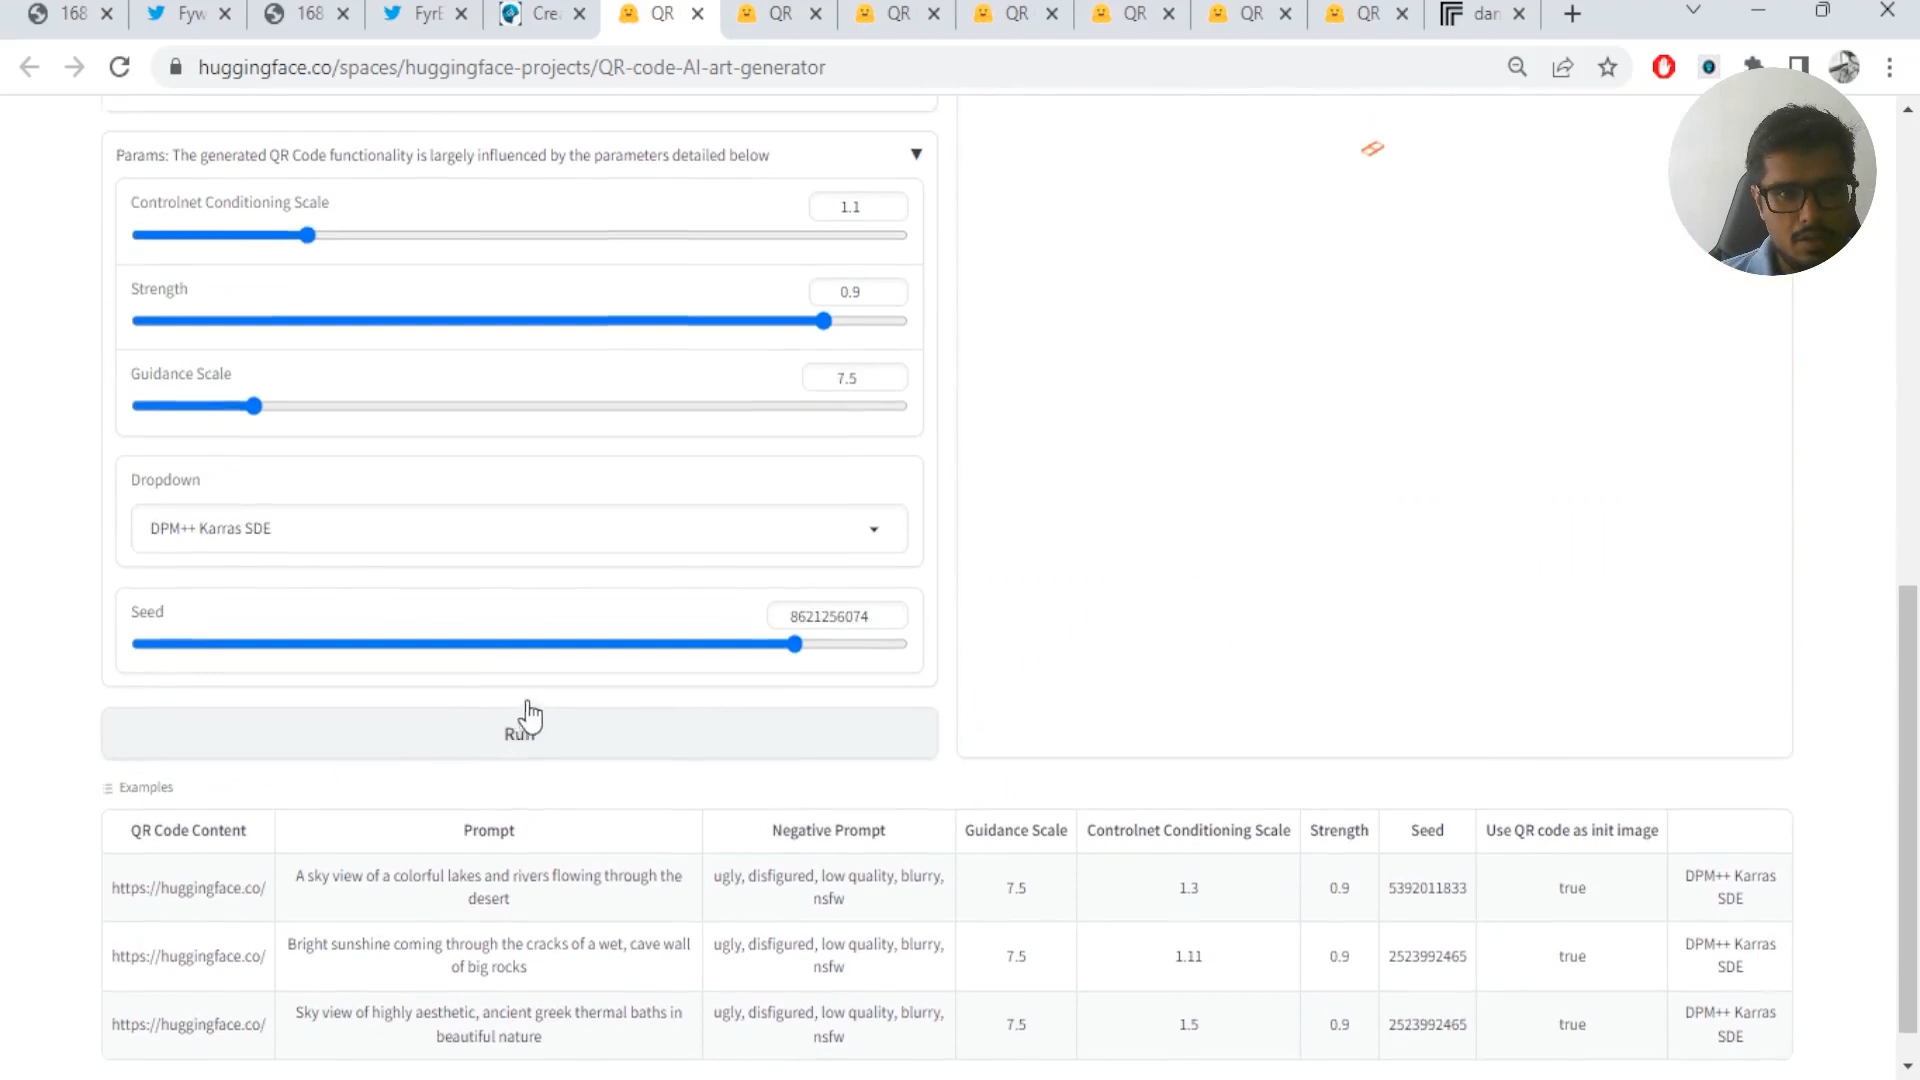 168
Fyw
168
FyrE
Cre
QR
QR
QR
QR
QR
QR
QR
dar
huggingface.co/spaces/huggingface-projects/QR-code-AI-art-generator
Params: The generated QR Code functionality is largely influenced by the parameters detailed below
Controlnet Conditioning Scale
1.1
Strength
0.9
Guidance Scale
7.5
Dropdown
DPM++ Karras SDE
Seed
8621256074
Run
Examples
QR Code Content Prompt Negative Prompt Guidance Scale Controlnet Conditioning Scale Strength Seed Use QR code as init image
https://huggingface.co/
A sky view of a colorful lakes and rivers flowing through the
desert
ugly, disfigured, low quality, blurry,
nsfw
7.5
1.3
0.9
5392011833
true
DPM++ Karras
SDE
https://huggingface.co/
Bright sunshine coming through the cracks of a wet, cave wall
of big rocks
ugly, disfigured, low quality, blurry,
nsfw
7.5
1.11
0.9
2523992465
true
DPM++ Karras
SDE
https://huggingface.co/
Sky view of highly aesthetic, ancient greek thermal baths in
beautiful nature
ugly, disfigured, low quality, blurry,
nsfw
7.5
1.5
0.9
2523992465
true
DPM++ Karras
SDE